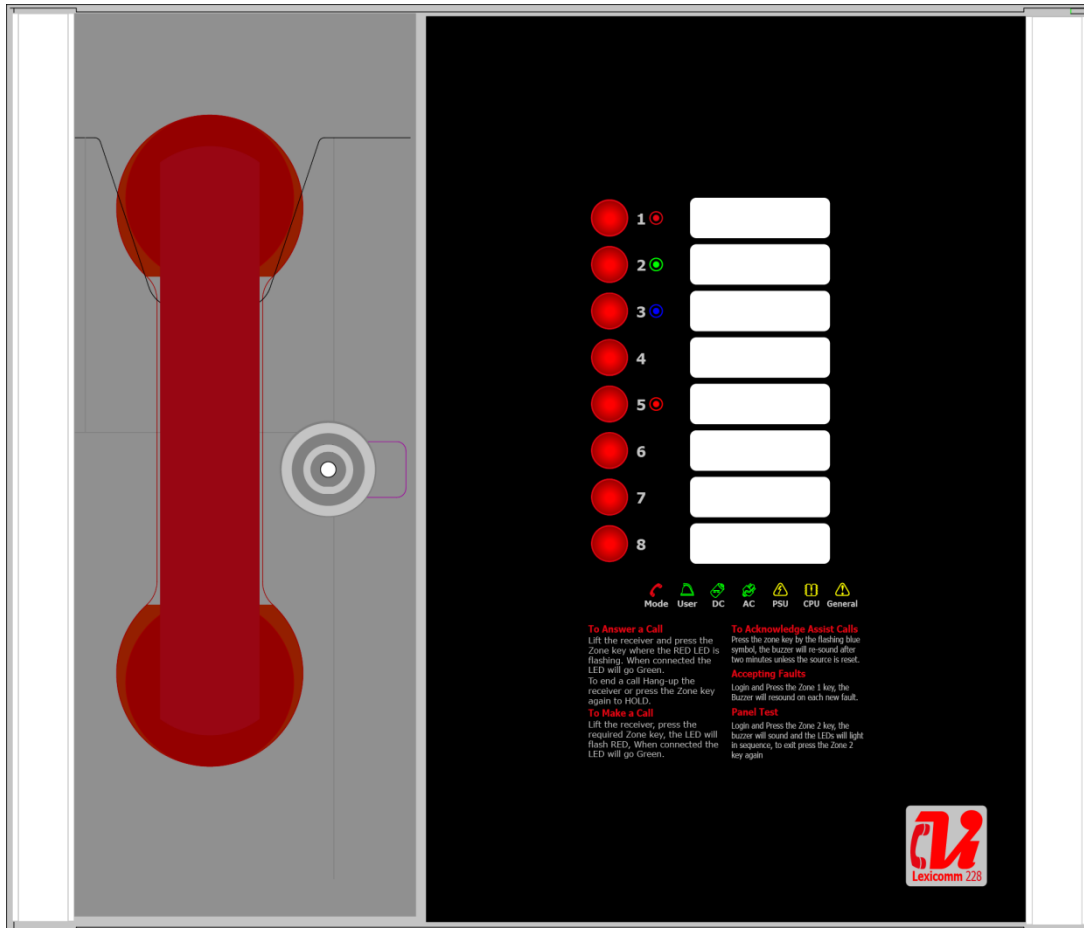 1
2
3
4
5
6
7
8
Mode User DC AC PSU CPU General
To Answer a Call
Lift the receiver and press the
Zone key where the RED LED is
flashing. When connected the
LED will go Green.
To end a call Hang-up the
receiver or press the Zone key
again to HOLD.
To Make a Call
Lift the receiver, press the
required Zone key, the LED will
flash RED, When connected the
LED will go Green.
To Acknowledge Assist Calls
Press the zone key by the flashing blue
symbol, the buzzer will re-sound after
two minutes unless the source is reset.
Accepting Faults
Login and Press the Zone 1 key, the
Buzzer will resound on each new fault.
Panel Test
Login and Press the Zone 2 key, the
buzzer will sound and the LEDs will light
in sequence, to exit press the Zone 2
key again
Lexicomm 228